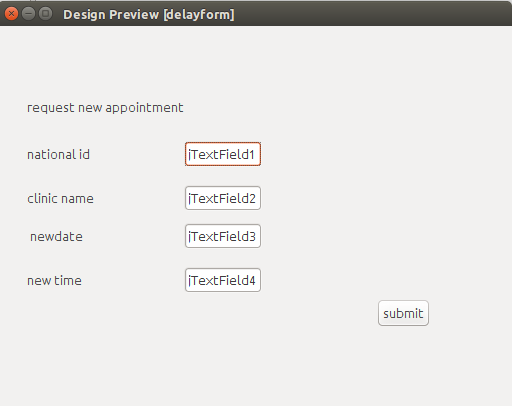 Design Preview [delayform]
request new appointment
national id jTextField1
clinic name jTextField2
newdate jTextField3
new time jTextField4
submit